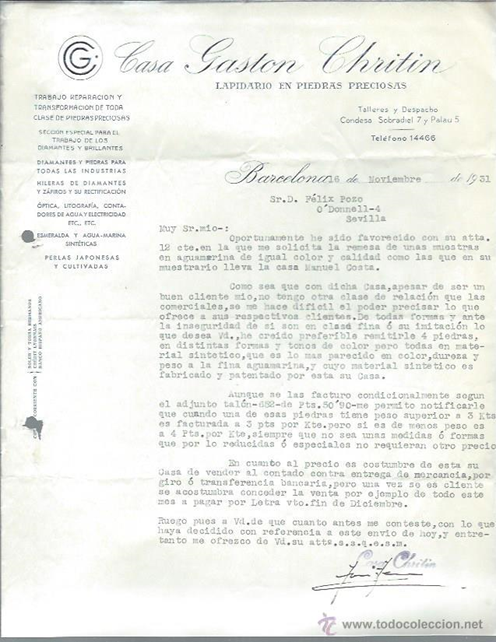 CG
Casa Gaston Chritin
LAPIDARIO EN PIEDRAS PRECIOSAS
TRABAJO REPARACION Y
TRANSFORMACION DE TODA
CLASE DE PIEDRAS PRECIOSAS
SECCION ESPECIAL PARA EL
TRABAJO DE LOS
DIAMANTES Y BRILLANTES
DIAMANTES Y PIEDRAS PARA
TODAS LAS INDUSTRIAS
HILERAS DE DIAMANTES
Y ZÁFIROS Y SU RECTIFICACIÓN
ÓPTICA, LITOGRAFÍA, CONTA-
DORES DE AGUA Y ELECTRICIDAD
ETC., ETC.
ESMERALDA Y AGUA-MARINA
SINTÉTICAS
PERLAS JAPONESAS
Y CULTIVADAS
Talleres y Despacho
Condesa Sobradiel 7 y Palau 5
Teléfono 14466
Barcelona 16 de Noviembre de 1931
Sr.D. Félix Pozo
O'Donnell-4
Sevilla
Muy Sr.mio-:
Oportunamente he sido favorecido con su atta.
12 cte.en la que me solicita la remesa de unas muestras
en aguamarina de igual color y calidad como las que en su
muestrario lleva la casa Manuel Costa.
Como sea que con dicha Casa,apesar de ser un
buen cliente mio,no tengo otra clase de relación que las
comerciales,se me hace dificil el poder precisar lo que
ofrece a sus respectivos clientes.De todas formas y ante
la inseguridad de si son en clase fina ó su imitación lo
que desea Vd.,he creido preferible remitirle 4 piedras,
en distintas formas y tonos de color pero todas en mate-
rial sintético,que es lo mas parecido en color,dureza y
peso a la fina aguamarina,y cuyo material sintético es
fabricado y patentado por esta su Casa.
Aunque se las facturo condicionalmente segun
el adjunto talón-G32-de Pts.50'90-me permito notificarle
que cuando una de esas piedras tiene peso superior a 3 Kts
es facturada a 3 pts por Kte.pero si es de menos peso es
a 4 Pts.por Kte,siempre que no sea unas medidas ó formas
que por lo reducidas ó especiales no requieran otro precio
En cuanto al precio es costumbre de esta su
Casa de vender al contado contra entrega de mercancia,por
giro ó transferencia bancaria,pero una vez se es cliente
se acostumbra conceder la venta por ejemplo de todo este
mes a pagar por Letra vto.fin de Diciembre.
Ruego pues a Vd.de que cuanto antes me conteste,con lo que
haya decidido con referencia a este envio de hoy,y entre-
tanto me ofrezco de Vd.su atto.s.s.q.e.s.m.
Casa Chritin
www.todocoleccion.net